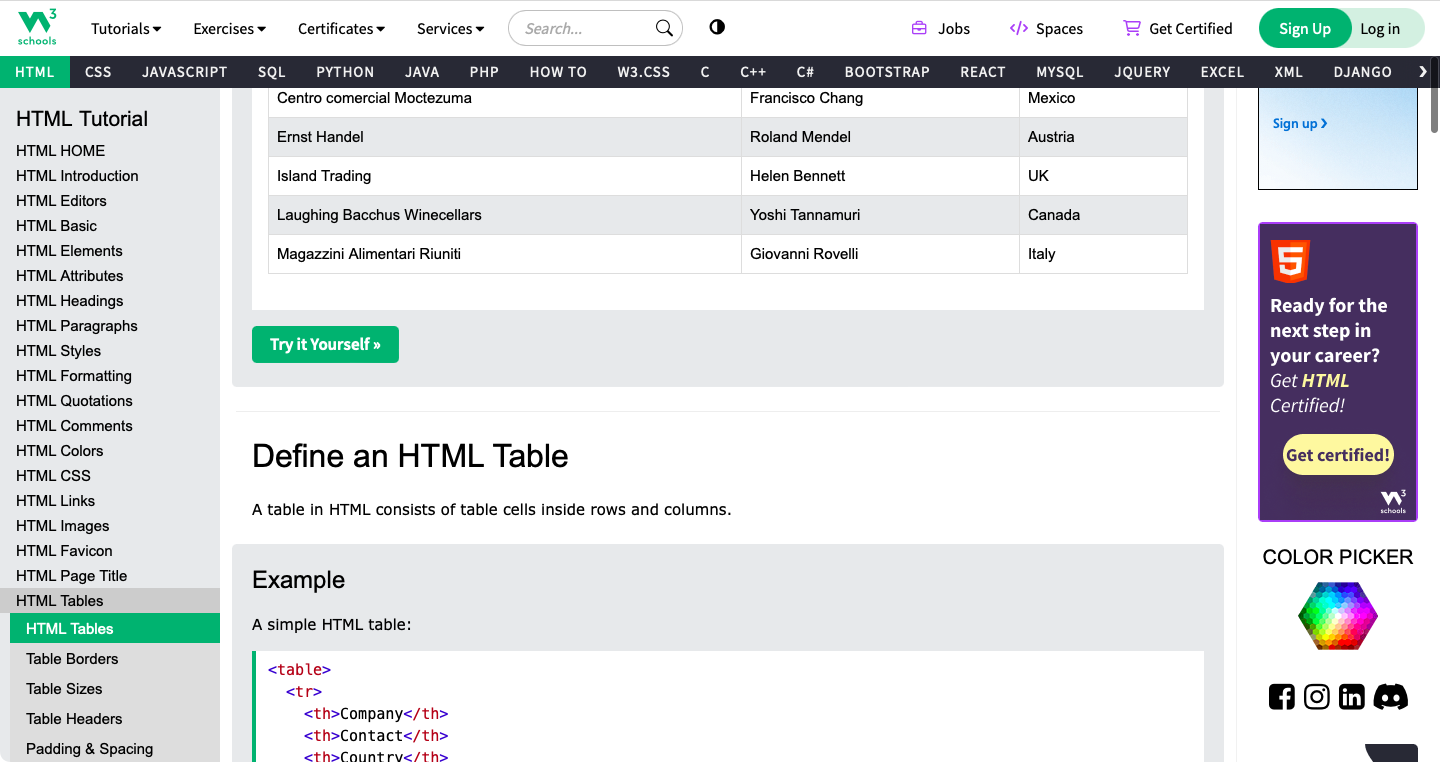 W3 schools
Tutorials Exercises Certificates Services Search... Jobs Spaces Get Certified Sign Up Log in
HTML CSS JAVASCRIPT SQL PYTHON JAVA PHP HOW TO W3.CSS C C++ C# BOOTSTRAP REACT MYSQL JQUERY EXCEL XML DJANGO ❯
HTML Tutorial
HTML HOME
HTML Introduction
HTML Editors
HTML Basic
HTML Elements
HTML Attributes
HTML Headings
HTML Paragraphs
HTML Styles
HTML Formatting
HTML Quotations
HTML Comments
HTML Colors
HTML CSS
HTML Links
HTML Images
HTML Favicon
HTML Page Title
HTML Tables
HTML Tables
Table Borders
Table Sizes
Table Headers
Padding & Spacing
Centro comercial Moctezuma Francisco Chang Mexico
Ernst Handel Roland Mendel Austria
Island Trading Helen Bennett UK
Laughing Bacchus Winecellars Yoshi Tannamuri Canada
Magazzini Alimentari Riuniti Giovanni Rovelli Italy
Try it Yourself »
Define an HTML Table
A table in HTML consists of table cells inside rows and columns.
Example
A simple HTML table:
<table>
<tr>
<th>Company</th>
<th>Contact</th>
<th>Country</th>
Sign up ❯
5
Ready for the
next step in
your career?
Get HTML
Certified!
Get certified!
W3 schools
COLOR PICKER